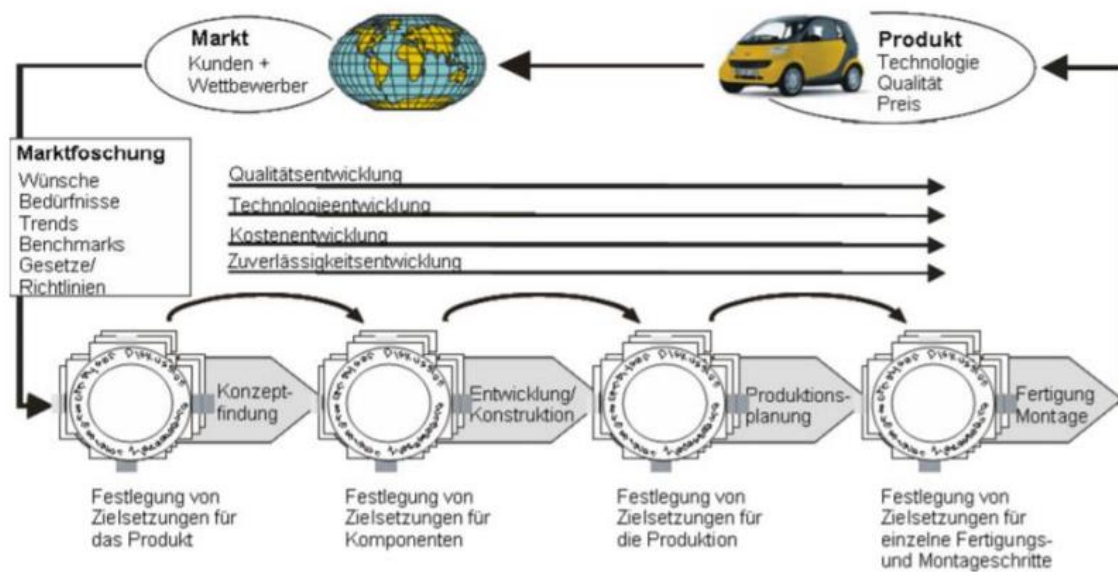 Markt
Kunden +
Wettbewerber
Produkt
Technologie
Qualität
Preis
Marktfoschung
Wünsche
Bedürfnisse
Trends
Benchmarks
Gesetze/
Richtlinien
Qualitätsentwicklung
Technologieentwicklung
Kostenentwicklung
Zuverlässigkeitsentwicklung
Konzept-
findung
Entwicklung/
Konstruktion
Produktions-
planung
Fertigung
Montage
Festlegung von
Zielsetzungen für
das Produkt
Festlegung von
Zielsetzungen für
Komponenten
Festlegung von
Zielsetzungen für
die Produktion
Festlegung von
Zielsetzungen für
einzelne Fertigungs-
und Montageschritte